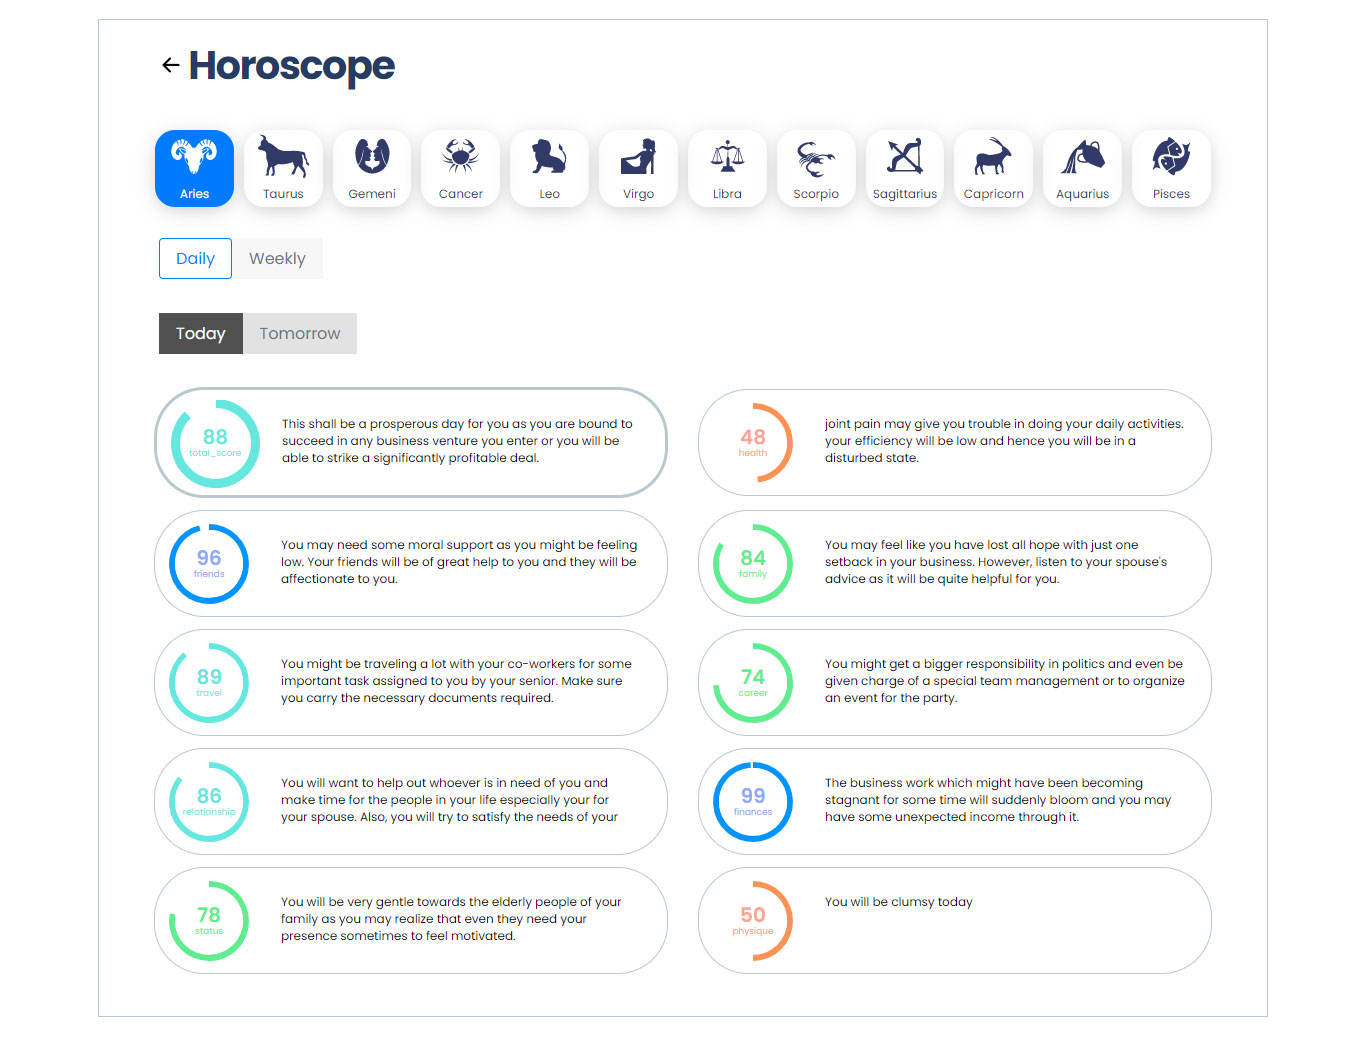 Horoscope
Aries
Taurus
Gemeni
Cancer
Leo
Virgo
Libra
Scorpio
Sagittarius
Capricorn
Aquarius
Pisces
Daily
Weekly
Today
Tomorrow
88
total_score
This shall be a prosperous day for you as you are bound to
succeed in any business venture you enter or you will be
able to strike a significantly profitable deal.
48
health
joint pain may give you trouble in doing your daily activities.
your efficiency will be low and hence you will be in a
disturbed state.
96
friends
You may need some moral support as you might be feeling
low. Your friends will be of great help to you and they will be
affectionate to you.
84
family
You may feel like you have lost all hope with just one
setback in your business. However, listen to your spouse's
advice as it will be quite helpful for you.
89
travel
You might be traveling a lot with your co-workers for some
important task assigned to you by your senior. Make sure
you carry the necessary documents required.
74
career
You might get a bigger responsibility in politics and even be
given charge of a special team management or to organize
an event for the party.
86
relationship
You will want to help out whoever is in need of you and
make time for the people in your life especially your for
your spouse. Also, you will try to satisfy the needs of your
99
finances
The business work which might have been becoming
stagnant for some time will suddenly bloom and you may
have some unexpected income through it.
78
status
You will be very gentle towards the elderly people of your
family as you may realize that even they need your
presence sometimes to feel motivated.
50
physique
You will be clumsy today